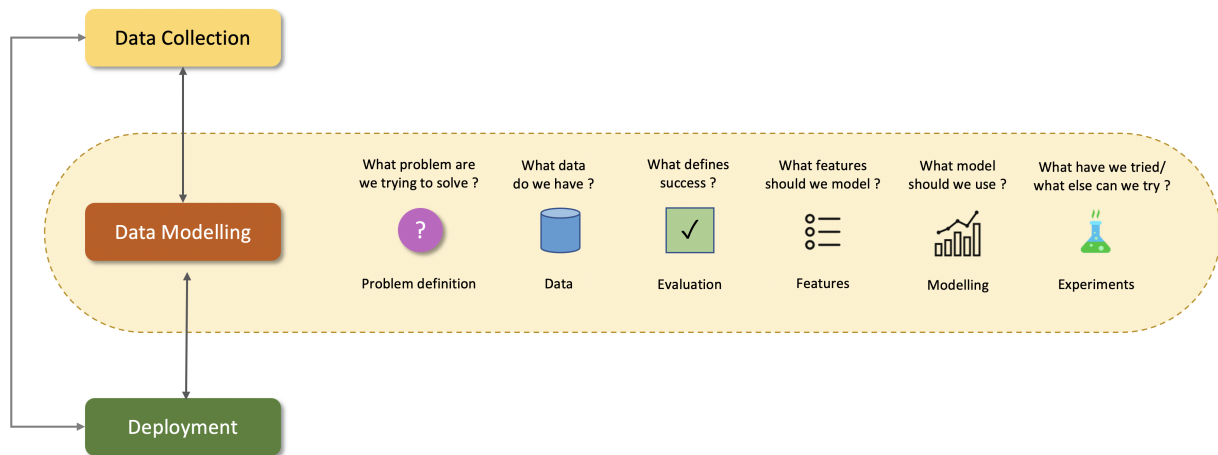 Data Collection
What problem are
we trying to solve ?
What data
do we have ?
What defines
success ?
What features
should we model ?
What model
should we use ?
What have we tried/
what else can we try ?
Data Modelling
?
✓
Problem definition
Data
Evaluation
Features
Modelling
Experiments
Deployment